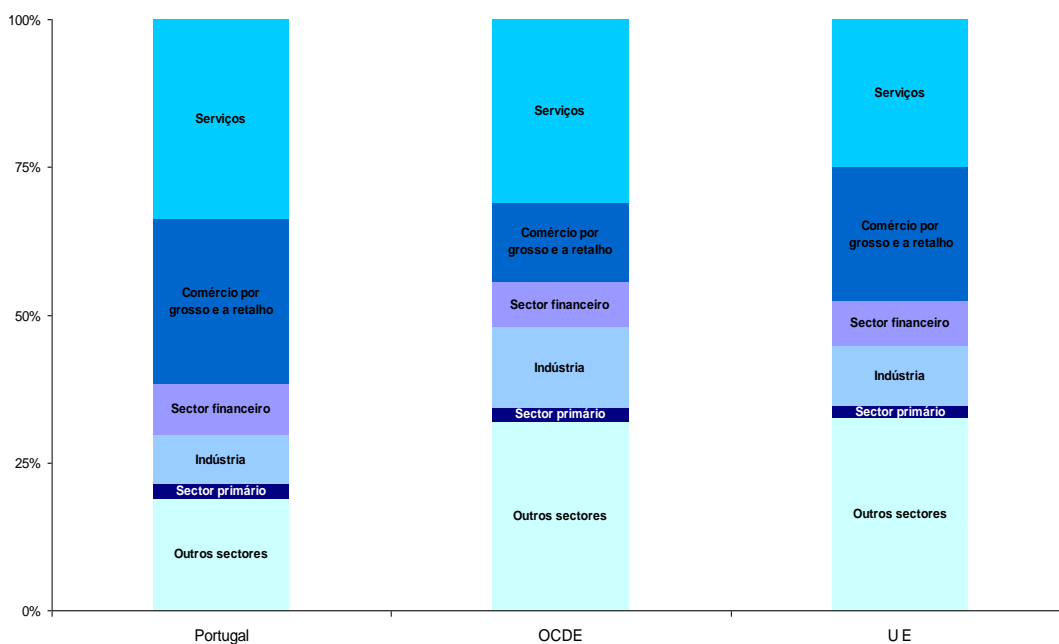 100%
75%
50%
25%
0%
Serviços
Comércio por
grosso e a retalho
Sector financeiro
Indústria
Sector primário
Outros sectores
Serviços
Comércio por
grosso e a retalho
Sector financeiro
Indústria
Sector primário
Outros sectores
Serviços
Comércio por
grosso e a retalho
Sector financeiro
Indústria
Sector primário
Outros sectores
Portugal
OCDE
U E